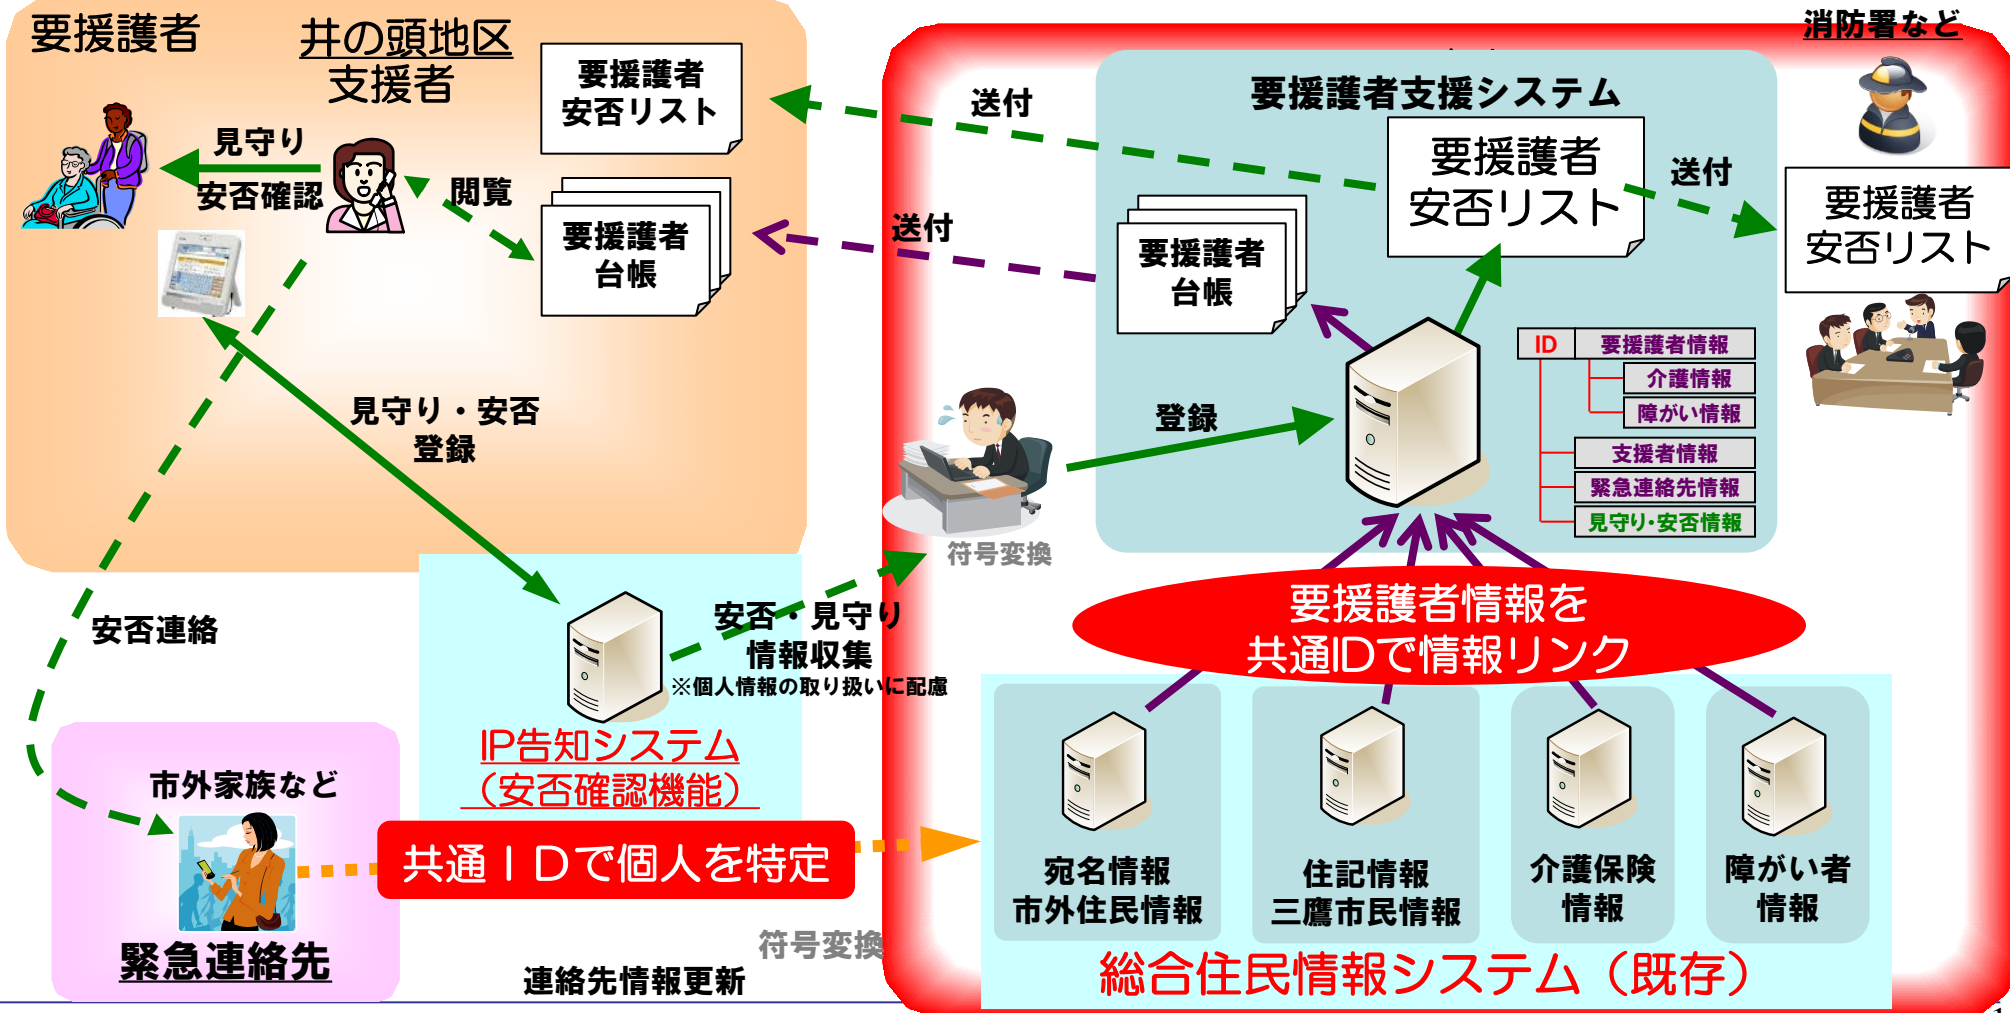 要援護者
井の頭地区
支援者
要援護者
安否リスト
見守り
安否確認
閲覧
要援護者
台帳
見守り・安否
登録
安否連絡
送付
送付
要援護者支援システム
要援護者
安否リスト
要援護者
台帳
送付
消防署など
要援護者
安否リスト
登録
符号変換
ID
要援護者情報
介護情報
障がい情報
支援者情報
緊急連絡先情報
見守り・安否情報
安否・見守り
情報収集
※個人情報の取り扱いに配慮
IP告知システム
（安否確認機能）
要援護者情報を
共通IDで情報リンク
市外家族など
緊急連絡先
共通ＩＤで個人を特定
符号変換
連絡先情報更新
宛名情報
市外住民情報
住記情報
三鷹市民情報
介護保険
情報
障がい者
情報
総合住民情報システム（既存）